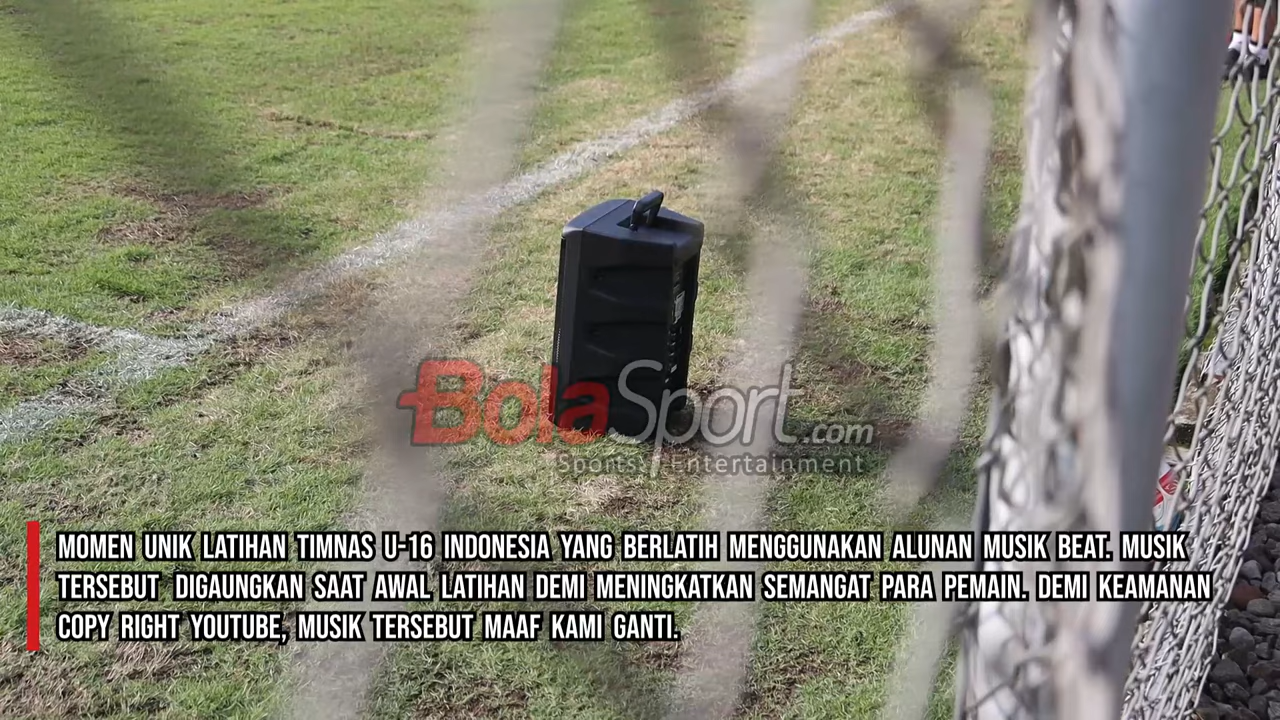 BolaSport.com
Sports / Entertainment
MOMEN UNIK LATIHAN TIMNAS U-16 INDONESIA YANG BERLATIH MENGGUNAKAN ALUNAN MUSIK BEAT. MUSIK
TERSEBUT DIGAUNGKAN SAAT AWAL LATIHAN DEMI MENINGKATKAN SEMANGAT PARA PEMAIN. DEMI KEAMANAN
COPY RIGHT YOUTUBE, MUSIK TERSEBUT MAAF KAMI GANTI.